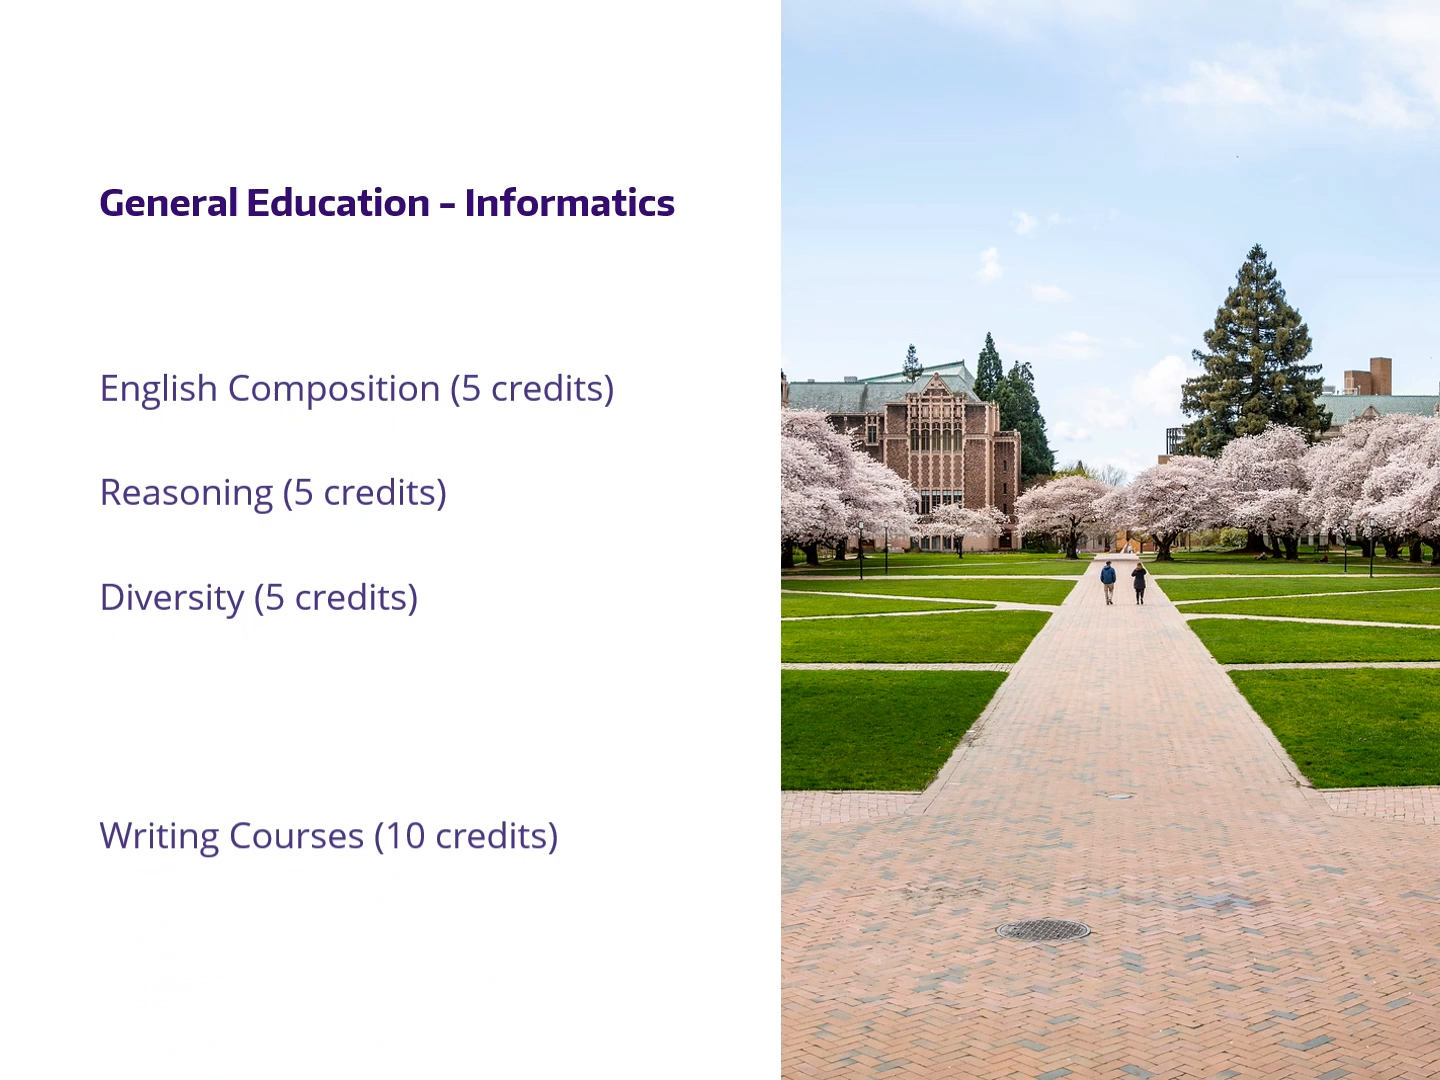 General Education – Informatics
English Composition (5 credits)
Reasoning (5 credits)
Diversity (5 credits)
Writing Courses (10 credits)